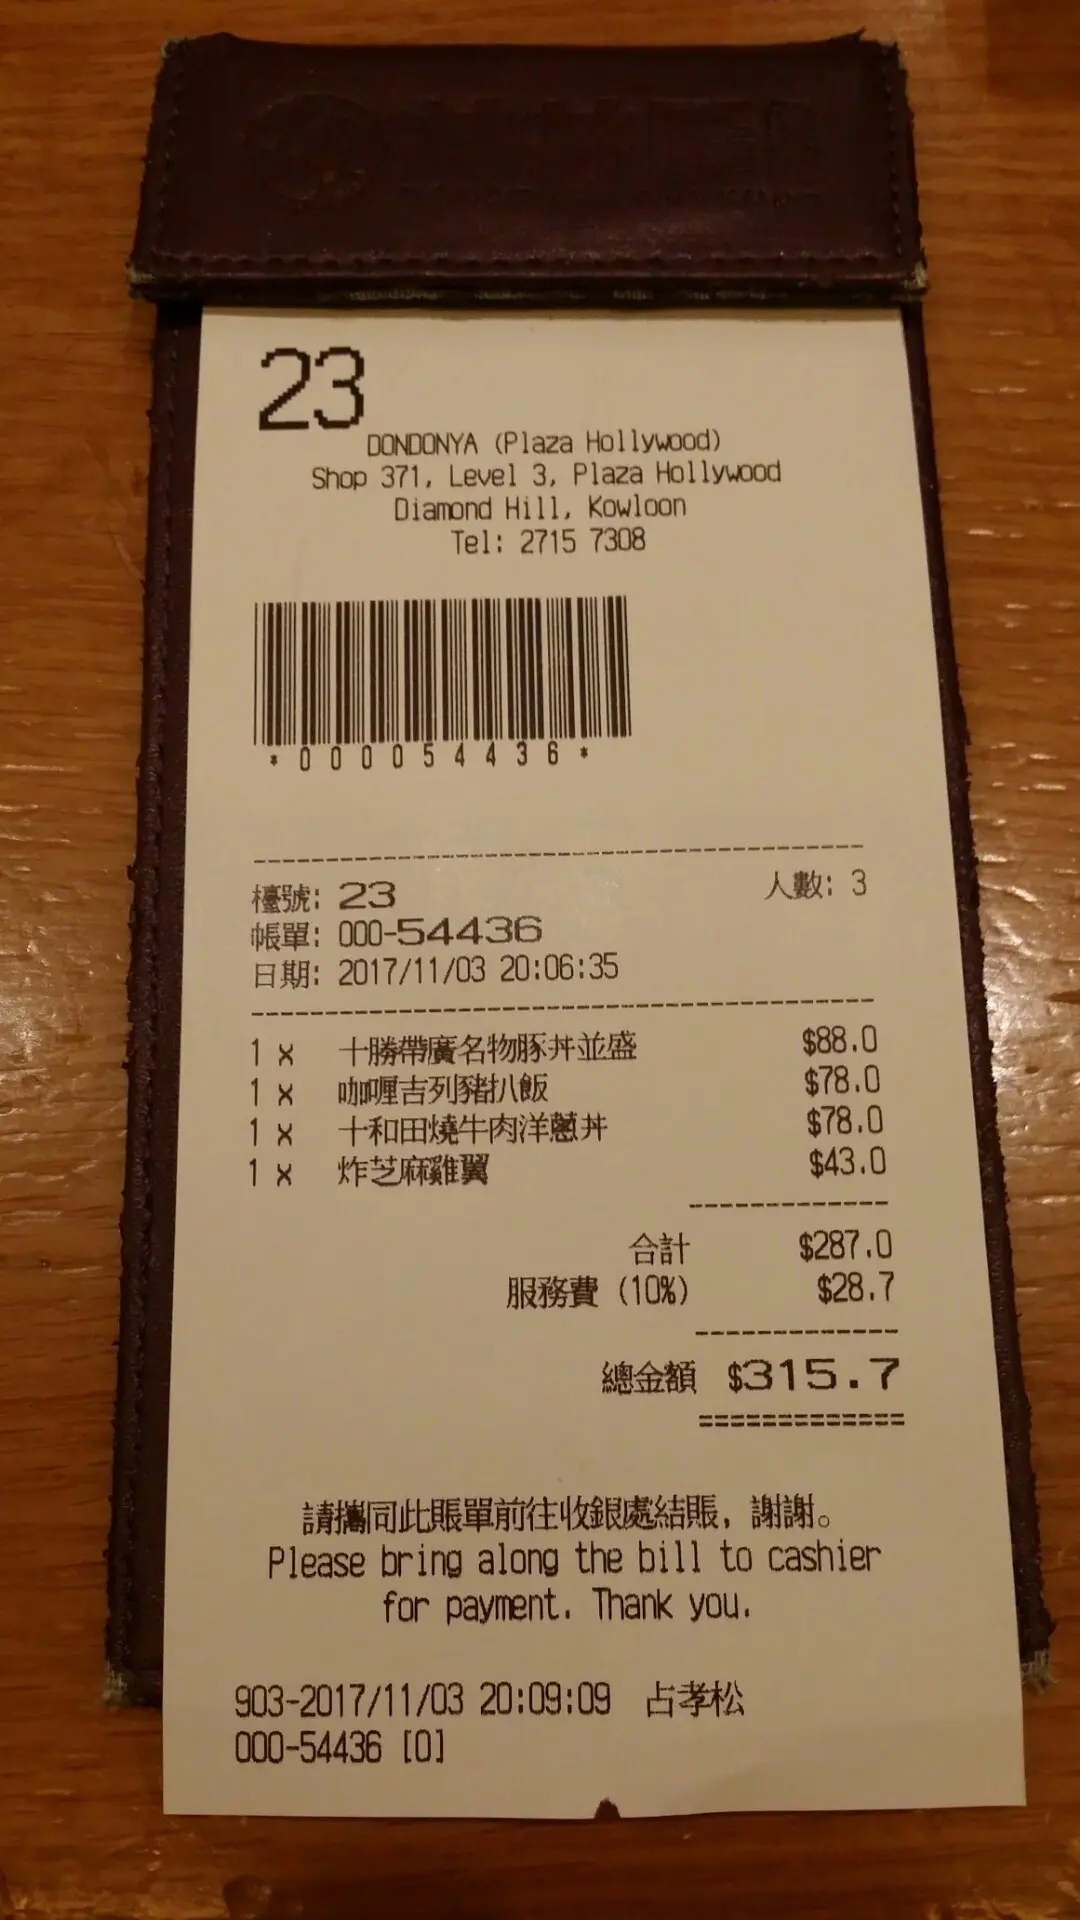 23
DONDONYA (Plaza Hollywood)
Shop 371, Level 3, Plaza Hollywood
Diamond Hill, Kowloon
Tel: 2715 7308
*000054436*
檯號: 23 人數: 3
帳單: 000-54436
日期: 2017/11/03 20:06:35
1 x 十勝帶廣名物豚丼並盛 $88.0
1 x 咖喱吉列豬扒飯 $78.0
1 x 十和田燒牛肉洋蔥丼 $78.0
1 x 炸芝麻雞翼 $43.0
合計 $287.0
服務費 (10%) $28.7
總金額 $315.7
請攜同此賬單前往收銀處結賬, 謝謝。
Please bring along the bill to cashier
for payment. Thank you.
903-2017/11/03 20:09:09 占孝松
000-54436 [0]